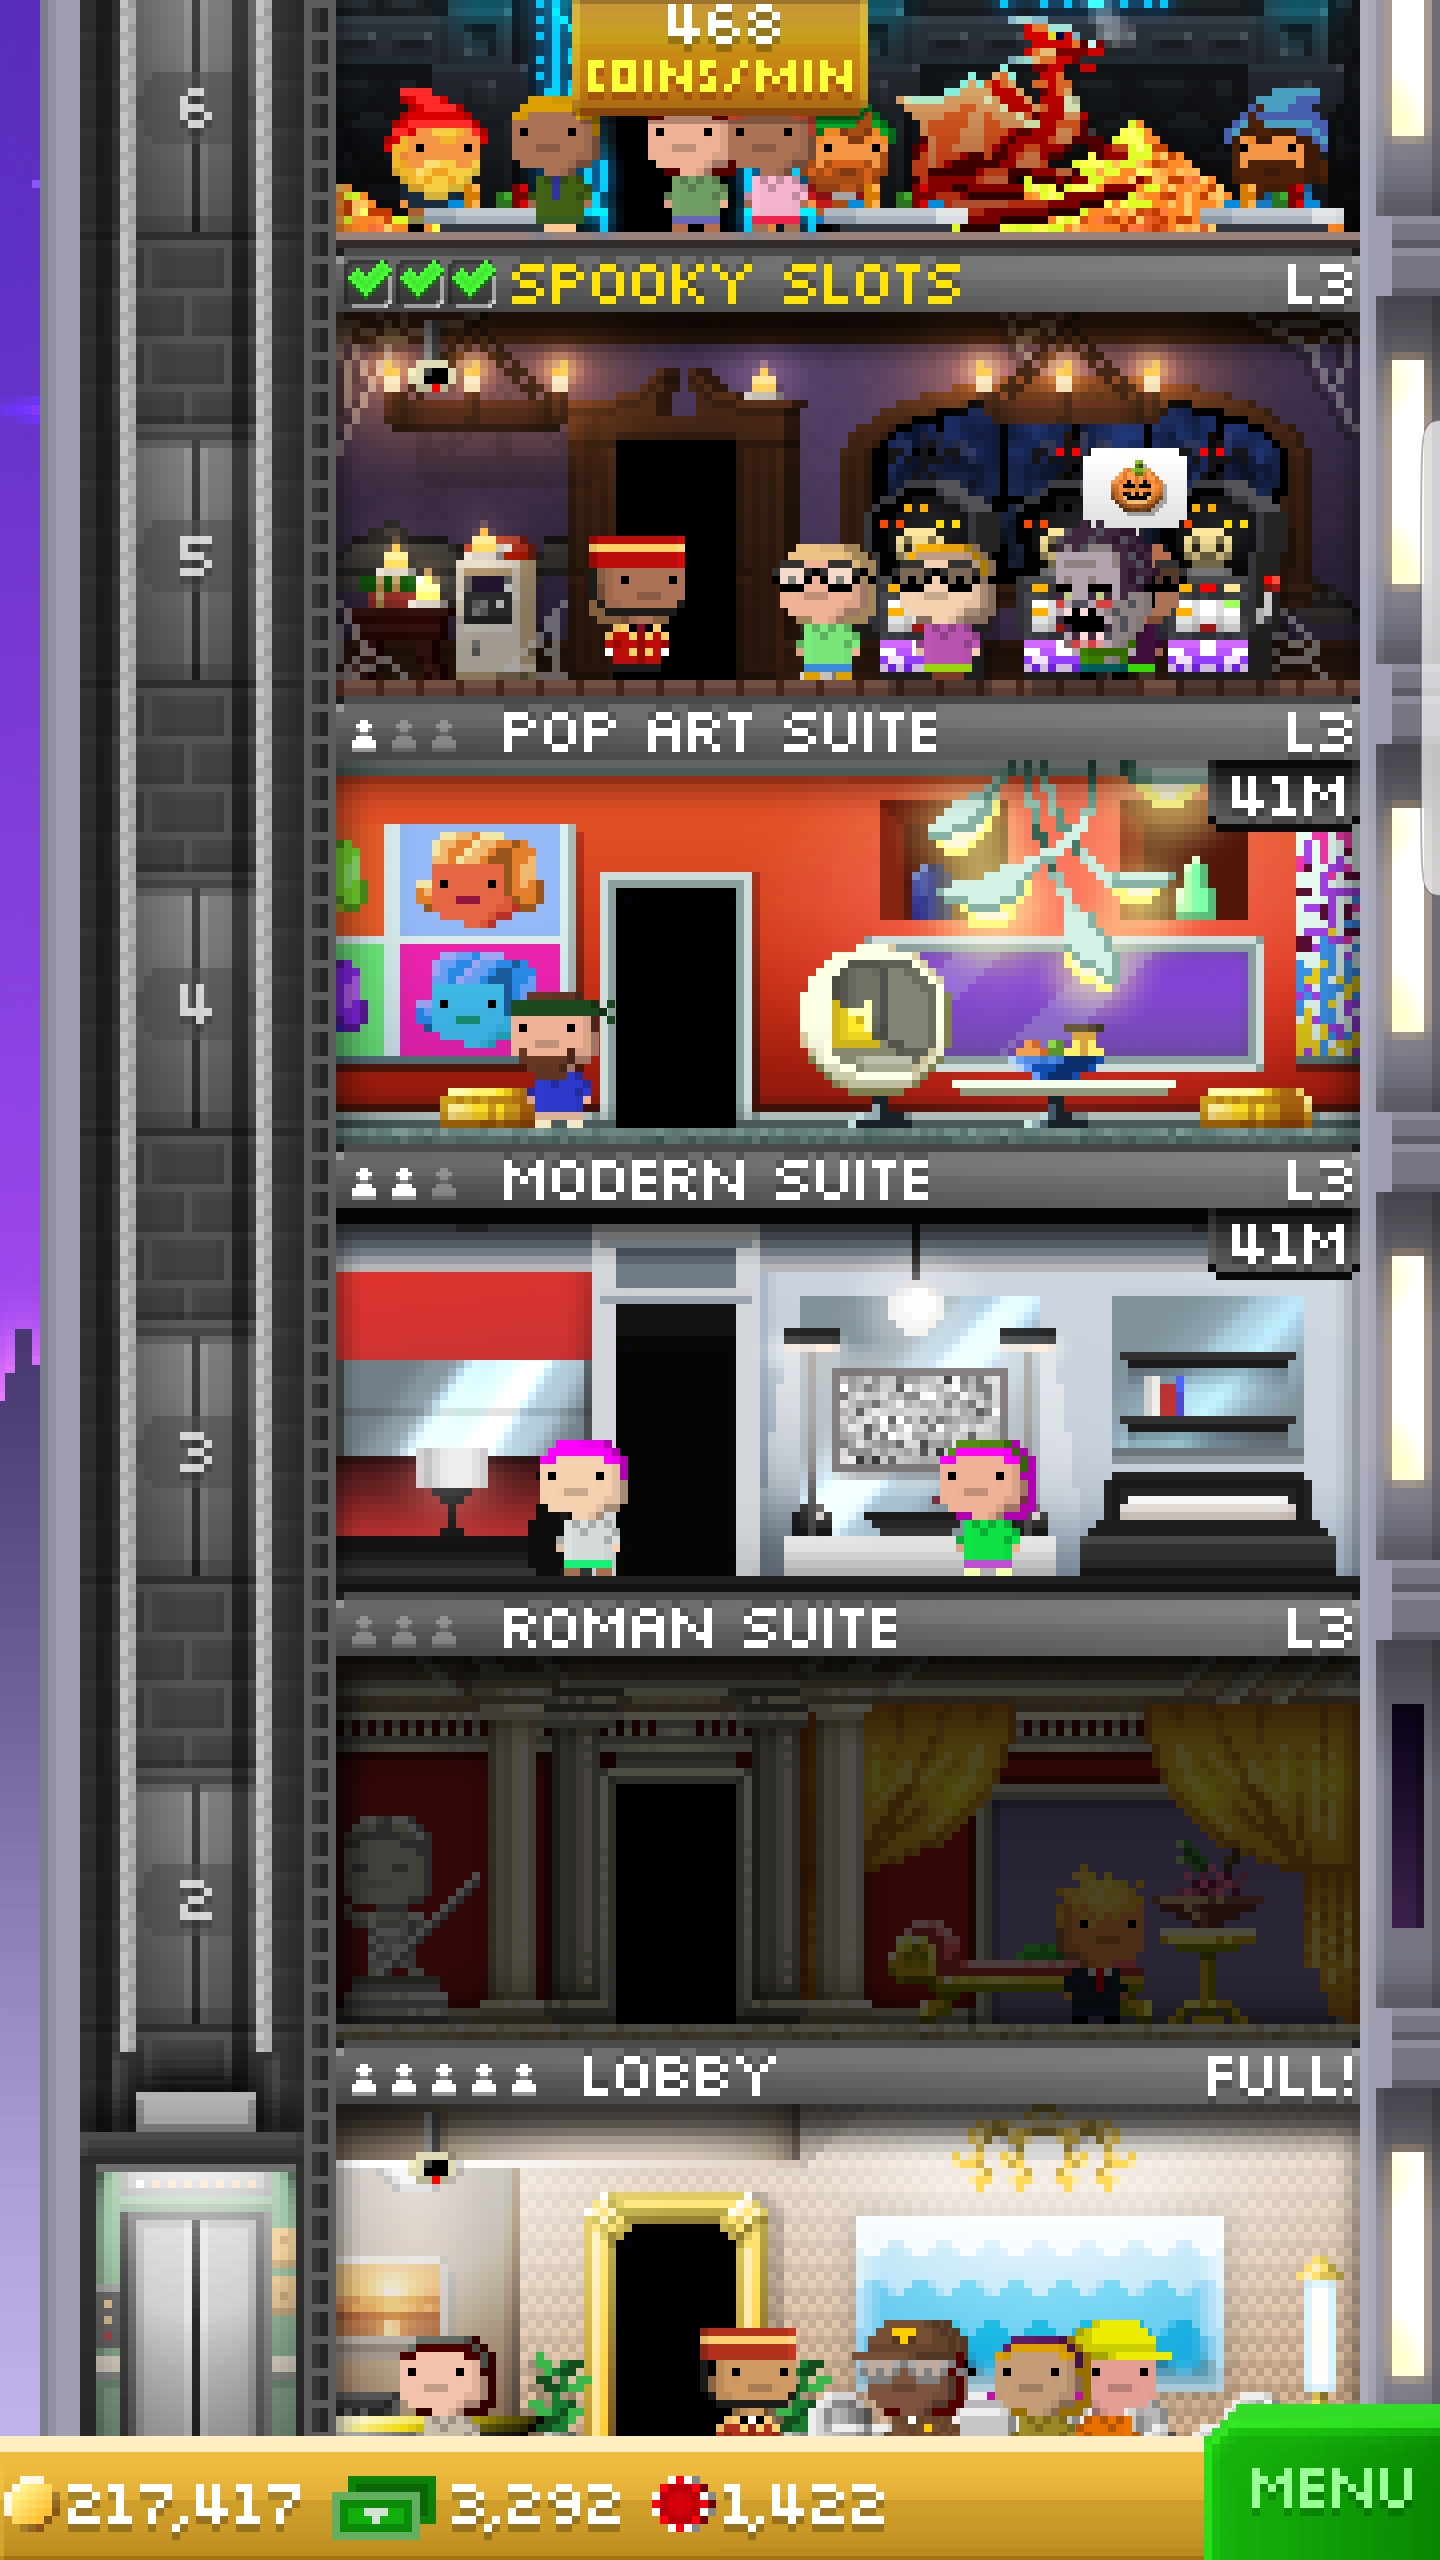 468
COINS/MIN
6
SPOOKY SLOTS L3
5
POP ART SUITE L3
41M
4
MODERN SUITE L3
41M
3
ROMAN SUITE L3
2
LOBBY FULL!
217,417 3,292 1,422 MENU